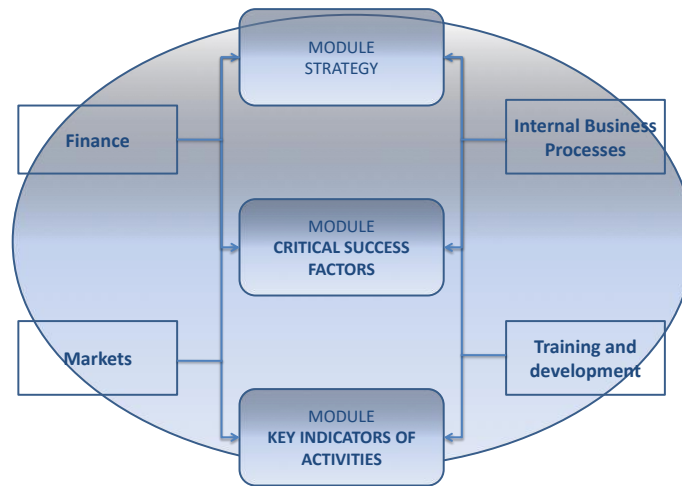 MODULE
STRATEGY
Finance
Internal Business
Processes
MODULE
CRITICAL SUCCESS
FACTORS
Markets
Training and
development
MODULE
KEY INDICATORS OF
ACTIVITIES